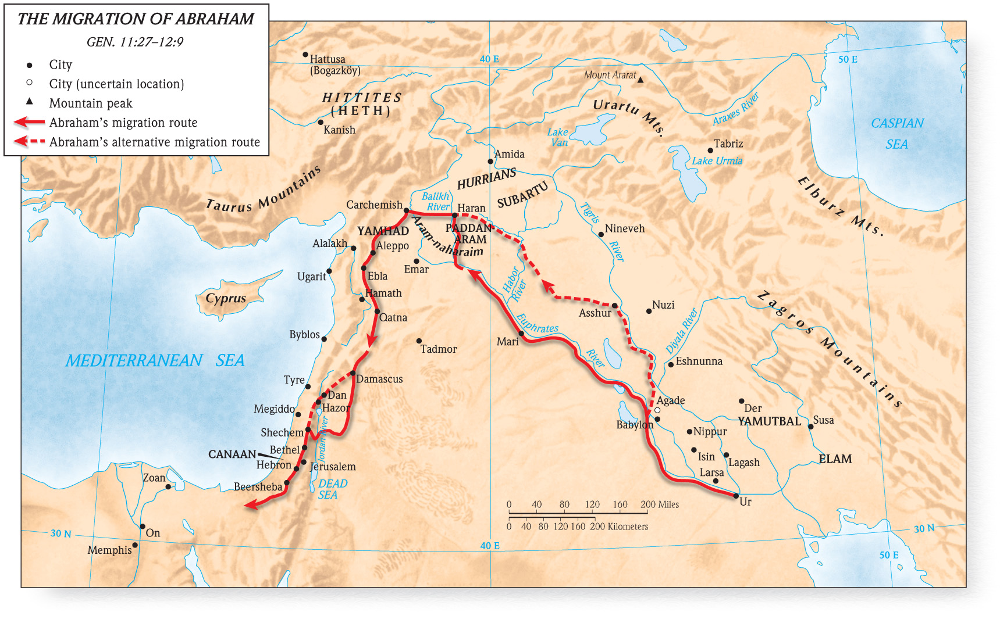 THE MIGRATION OF ABRAHAM
GEN. 11:27–12:9
City
City (uncertain location)
Mountain peak
Abraham's migration route
Abraham's alternative migration route
Hattusa
(Bogazköy)
HITTITES
(HETH)
Kanish
40 E
50 E
Mount Ararat
Urartu Mts.
Araxes River
CASPIAN
SEA
Lake
Van
Tabriz
Lake Urmia
Amida
HURRIANS
SUBARTU
Elburz Mts.
Taurus Mountains
Carchemish
Balikh
River
Haran
Tigris
River
Nineveh
YAMHAD
PADDAN
ARAM
Aram-naharaim
Alalakh
Aleppo
Emar
Ugarit
Ebla
Habor
River
Cyprus
Hamath
Qatna
Asshur
Nuzi
Zagros Mountains
Diyala River
Euphrates
River
Byblos
Tadmor
Mari
MEDITERRANEAN SEA
Eshnunna
Tyre
Damascus
Dan
Hazor
Megiddo
Agade
Der
YAMUTBAL
Susa
Babylon
Shechem
Jordan River
Nippur
Bethel
CANAAN
Isin
Lagash
ELAM
Hebron
Jerusalem
Larsa
Zoan
Beersheba
DEAD
SEA
Ur
0 40 80 120 160 200 Miles
0 40 80 120 160 200 Kilometers
On
30 N
30 N
Memphis
40 E
50 E